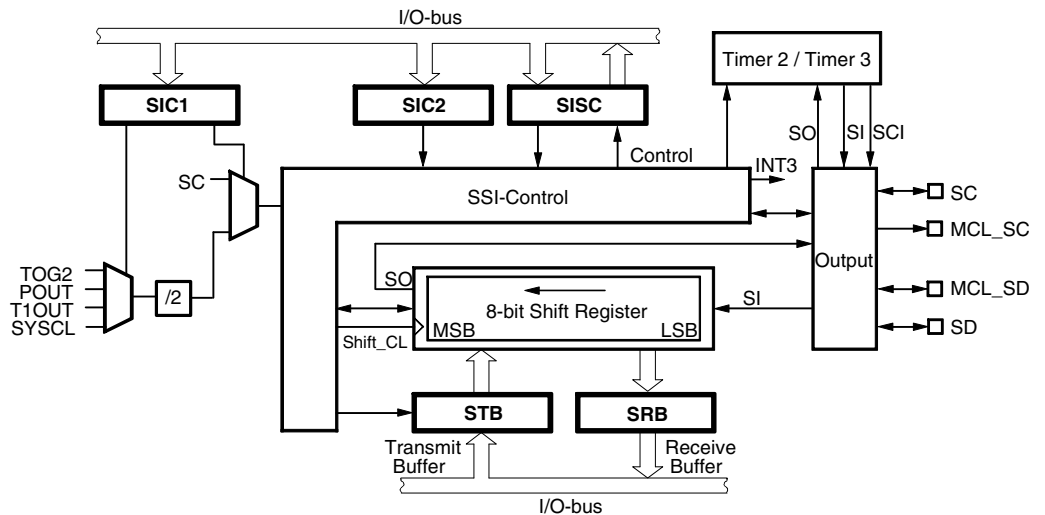 I/O-bus
Timer 2 / Timer 3
SIC1
SIC2
SISC
SO
SI
SCI
Control
INT3
SC
SSI-Control
SC
MCL_SC
Output
TOG2
POUT
T1OUT
SYSCL
/2
SO
8-bit Shift Register
MSB
LSB
SI
MCL_SD
SD
Shift_CL
STB
SRB
Transmit
Buffer
Receive
Buffer
I/O-bus